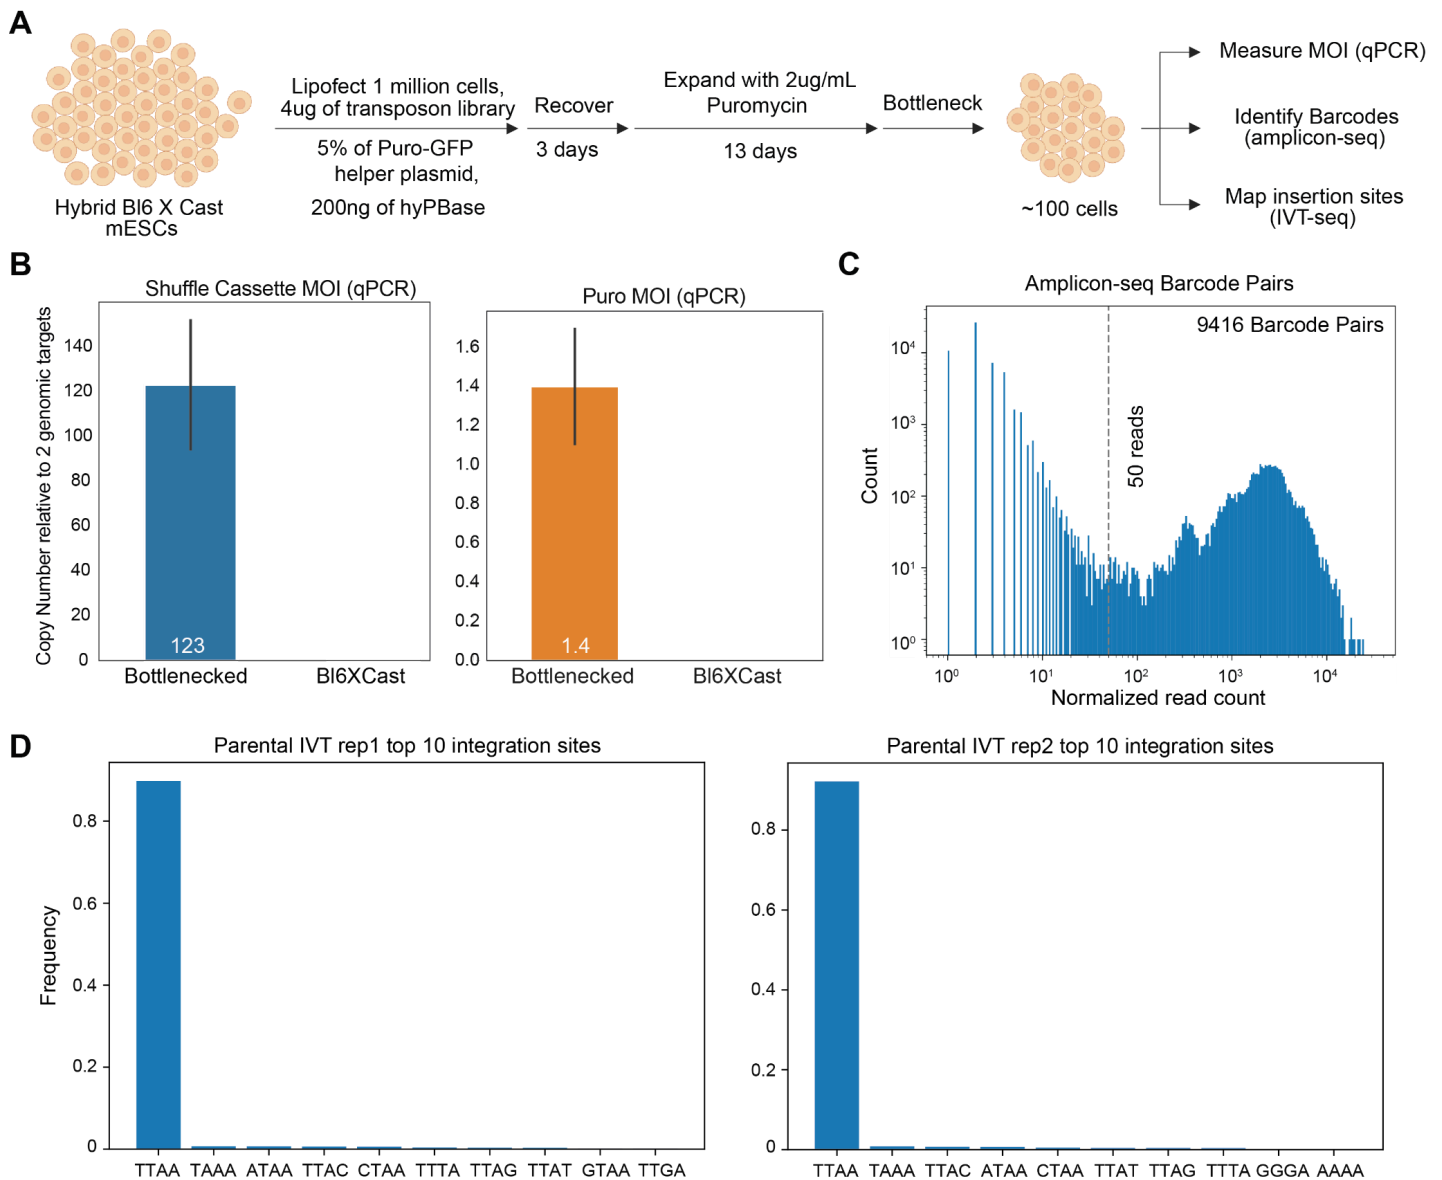 A
Hybrid Bl6 X Cast
mESCs
Lipofect 1 million cells,
4ug of transposon library
5% of Puro-GFP
helper plasmid,
200ng of hyPBase
Recover
3 days
Expand with 2ug/mL
Puromycin
13 days
Bottleneck
~100 cells
Measure MOI (qPCR)
Identify Barcodes
(amplicon-seq)
Map insertion sites
(IVT-seq)
B
Shuffle Cassette MOI (qPCR)
Copy Number relative to 2 genomic targets
140
120
100
80
60
40
20
0
123
Bottlenecked
Bl6XCast
Puro MOI (qPCR)
1.6
1.4
1.2
1.0
0.8
0.6
0.4
0.2
0.0
1.4
Bottlenecked
Bl6XCast
C
Amplicon-seq Barcode Pairs
9416 Barcode Pairs
50 reads
Count
10⁴
10³
10²
10¹
10⁰
10⁰ 10¹ 10² 10³ 10⁴
Normalized read count
D
Parental IVT rep1 top 10 integration sites
Frequency
0.8
0.6
0.4
0.2
0
TTAA TAAA ATAA TTAC CTAA TTTA TTAG TTAT GTAA TTGA
Parental IVT rep2 top 10 integration sites
0.8
0.6
0.4
0.2
0
TTAA TAAA TTAC ATAA CTAA TTAT TTAG TTTA GGGA AAAA